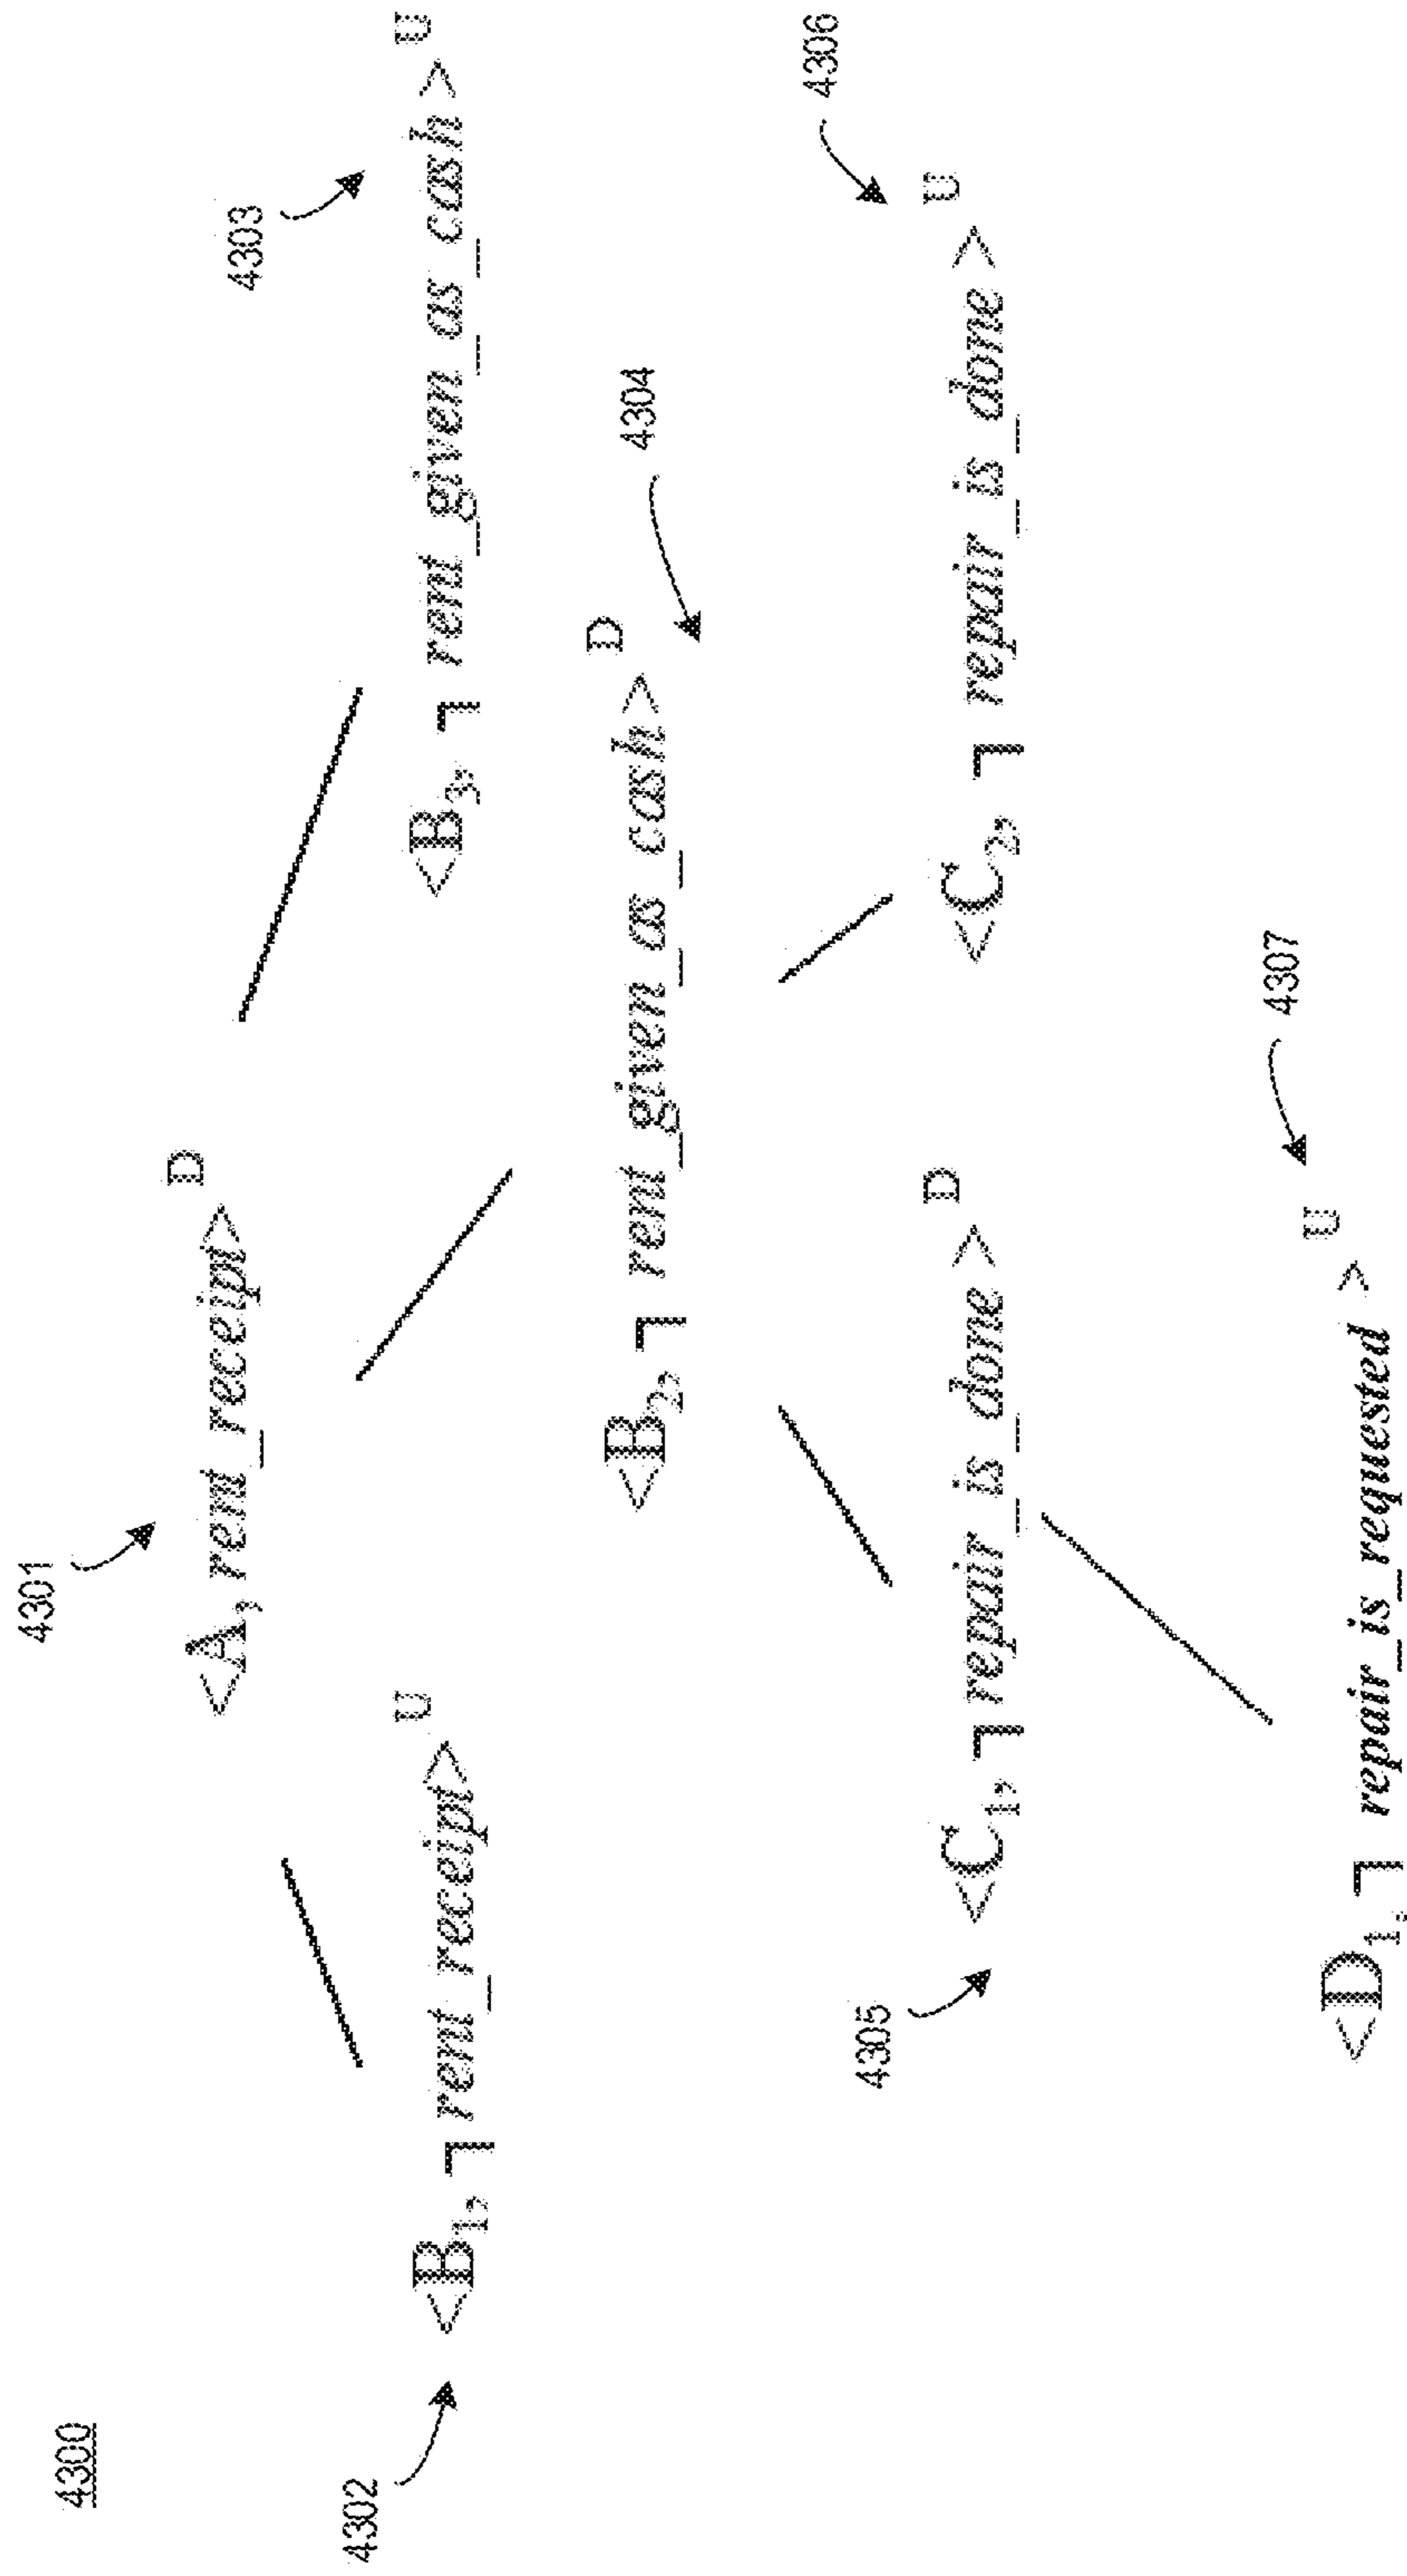 4300
4301
<A, rent_receipt> D
4302
<B1, ¬ rent_receipt> U
4303
<B3, ¬ rent_given_as_cash> U
4304
<B2, ¬ rent_given_as_cash> D
4305
<C1, ¬ repair_is_done> D
4306
<C2, ¬ repair_is_done> U
4307
<D1, ¬ repair_is_requested > U